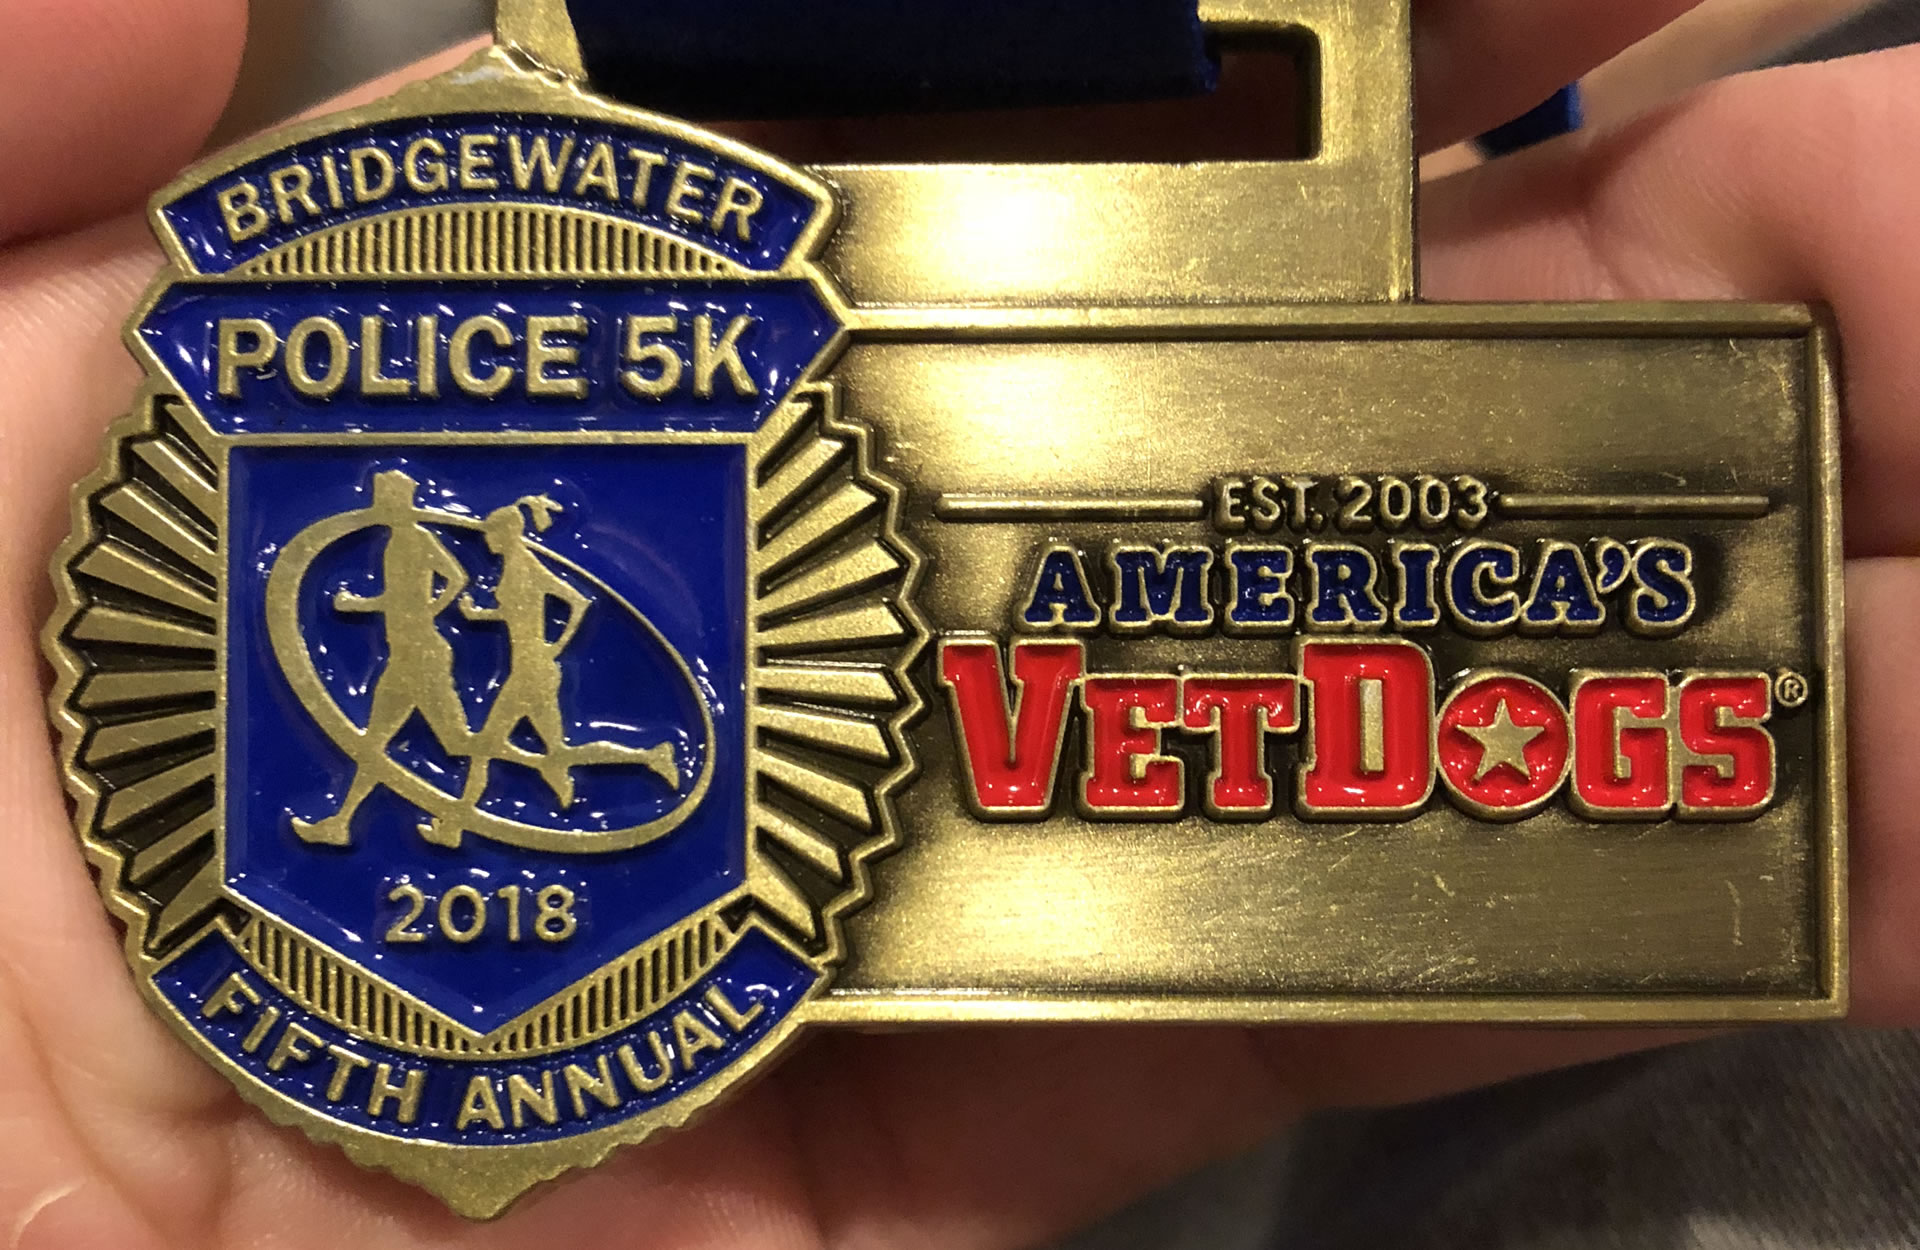 BRIDGEWATER
POLICE 5K
2018
FIFTH ANNUAL
EST. 2003
AMERICA'S
VETDOGS®